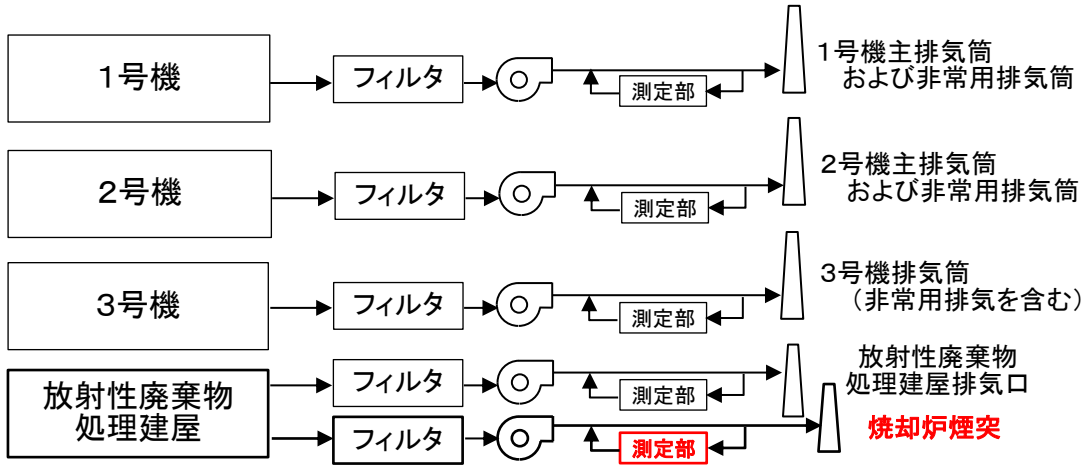 1号機
フィルタ
測定部
1号機主排気筒
および非常用排気筒
2号機
フィルタ
測定部
2号機主排気筒
および非常用排気筒
3号機
フィルタ
測定部
3号機排気筒
（非常用排気を含む）
放射性廃棄物
処理建屋
フィルタ
測定部
放射性廃棄物
処理建屋排気口
フィルタ
測定部
焼却炉煙突